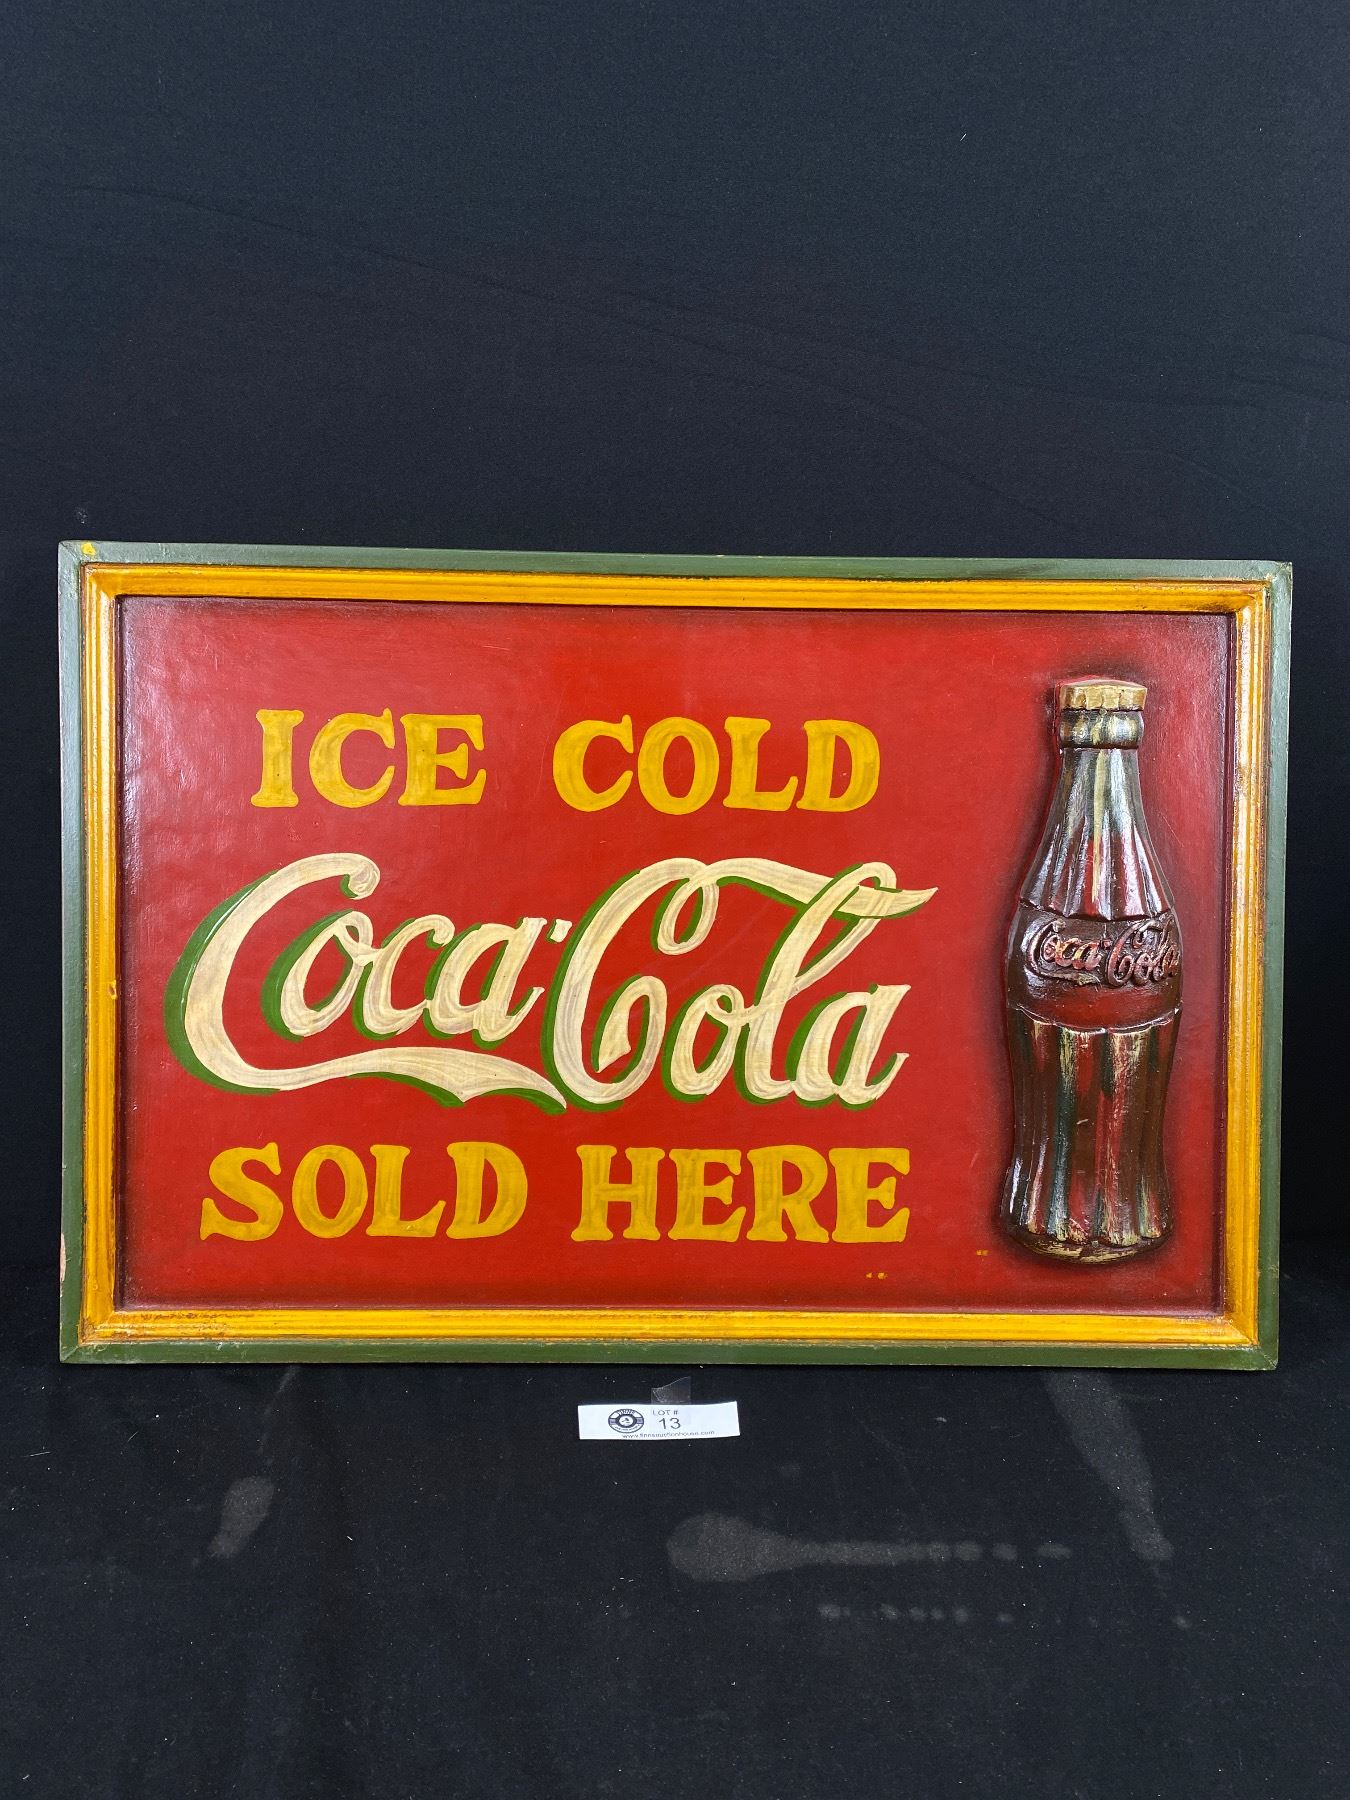 ICE COLD
Coca-Cola
SOLD HERE
Coca-Cola
LOT #
13